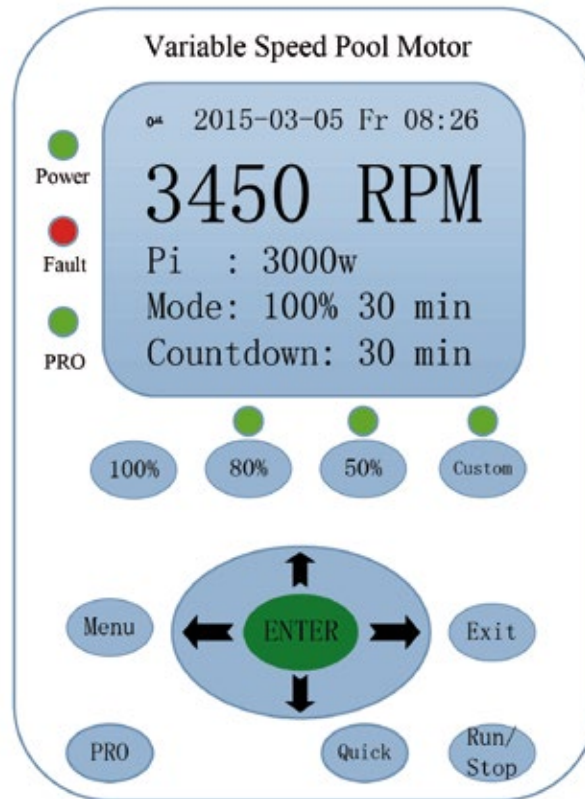 Variable Speed Pool Motor
2015-03-05 Fr 08:26
Power
3450 RPM
Fault
Pi : 3000w
Mode: 100% 30 min
PRO
Countdown: 30 min
100% 80% 50% Custom
Menu ENTER Exit
PRO Quick Run/
Stop